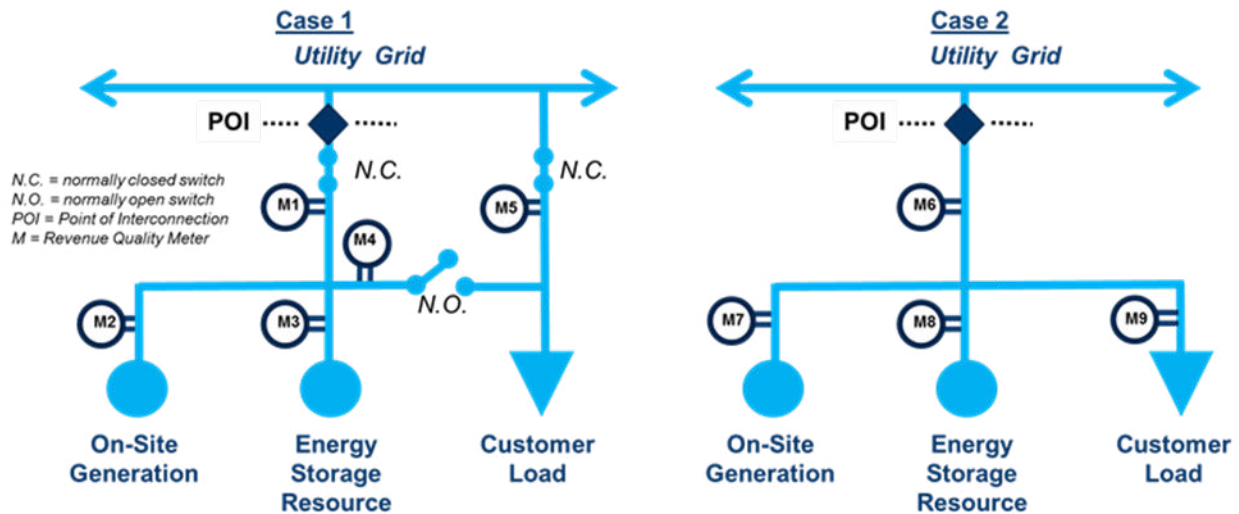 Case 1
Utility Grid
POI
N.C.
N.C.
N.C. = normally closed switch
N.O. = normally open switch
POI = Point of Interconnection
M = Revenue Quality Meter
M1
M5
M4
N.O.
M2
M3
On-Site
Generation
Energy
Storage
Resource
Customer
Load
Case 2
Utility Grid
POI
M6
M7
M8
M9
On-Site
Generation
Energy
Storage
Resource
Customer
Load